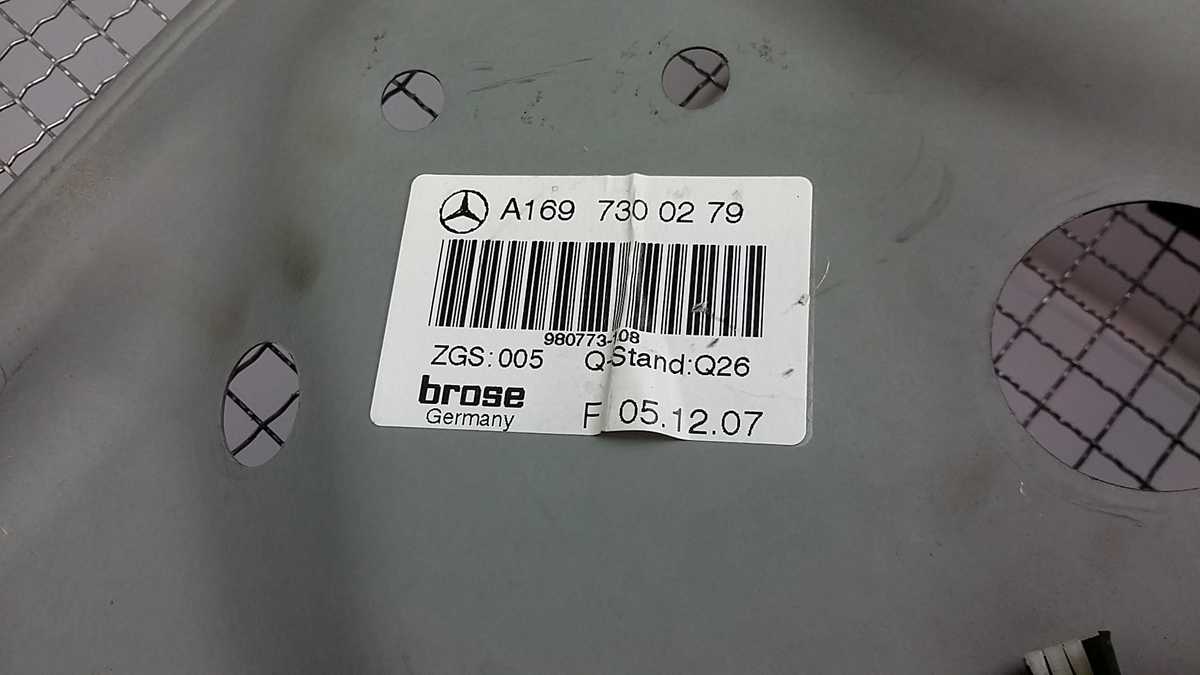 A169 730 02 79
980773-108
ZGS:005 Q-Stand:Q26
brose
Germany F 05.12.07